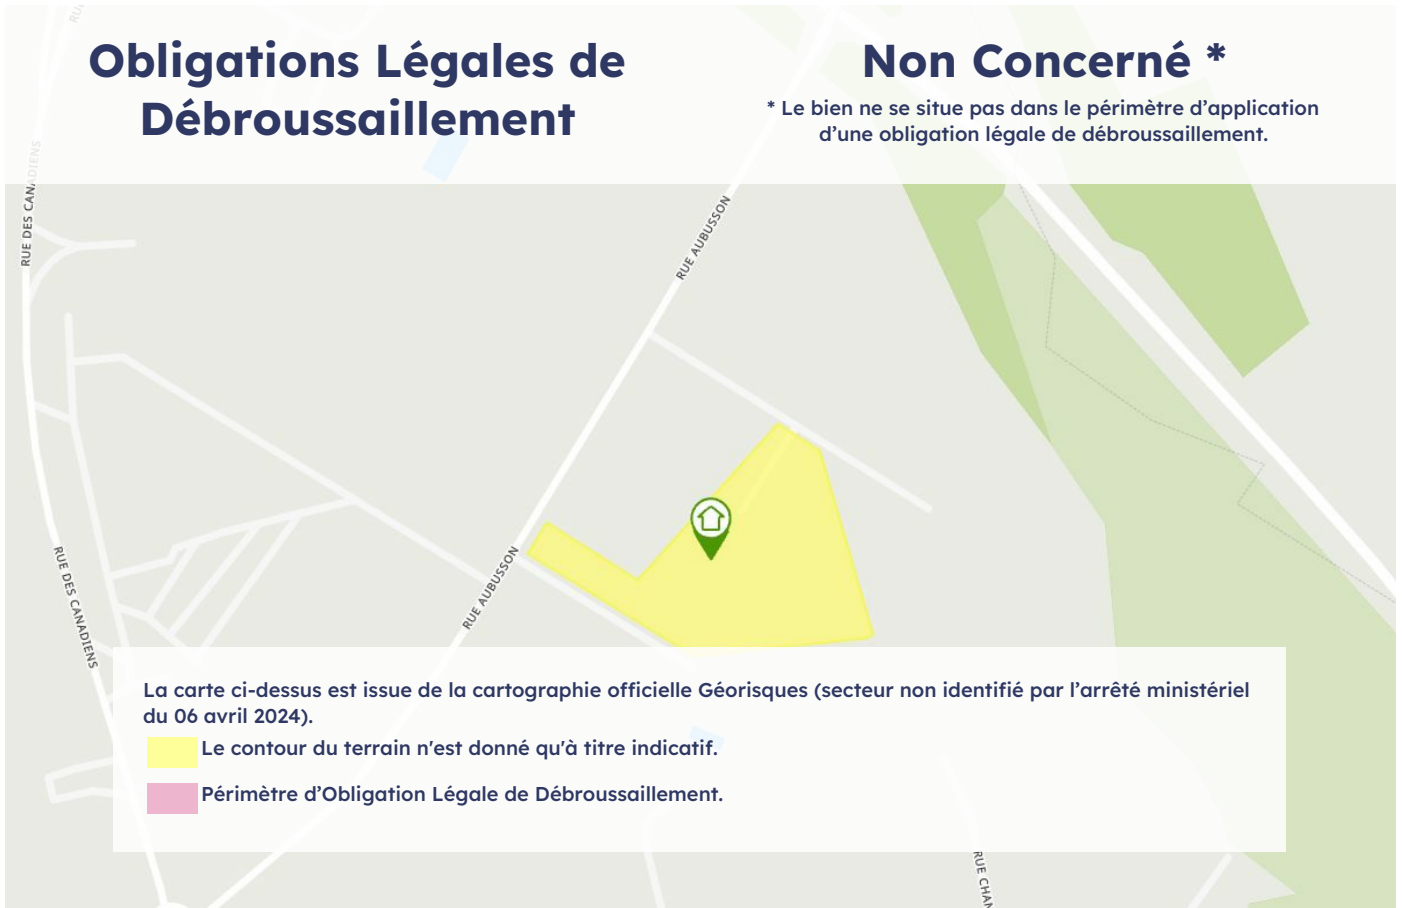 Obligations Légales de
Débroussaillement
Non Concerné *
* Le bien ne se situe pas dans le périmètre d'application
d'une obligation légale de débroussaillement.
RUE DES CANADIENS
RUE AUBUSSON
RUE AUBUSSON
RUE DES CANADIENS
La carte ci-dessus est issue de la cartographie officielle Géorisques (secteur non identifié par l'arrêté ministériel
du 06 avril 2024).
Le contour du terrain n'est donné qu'à titre indicatif.
Périmètre d'Obligation Légale de Débroussaillement.
RUE CHAN